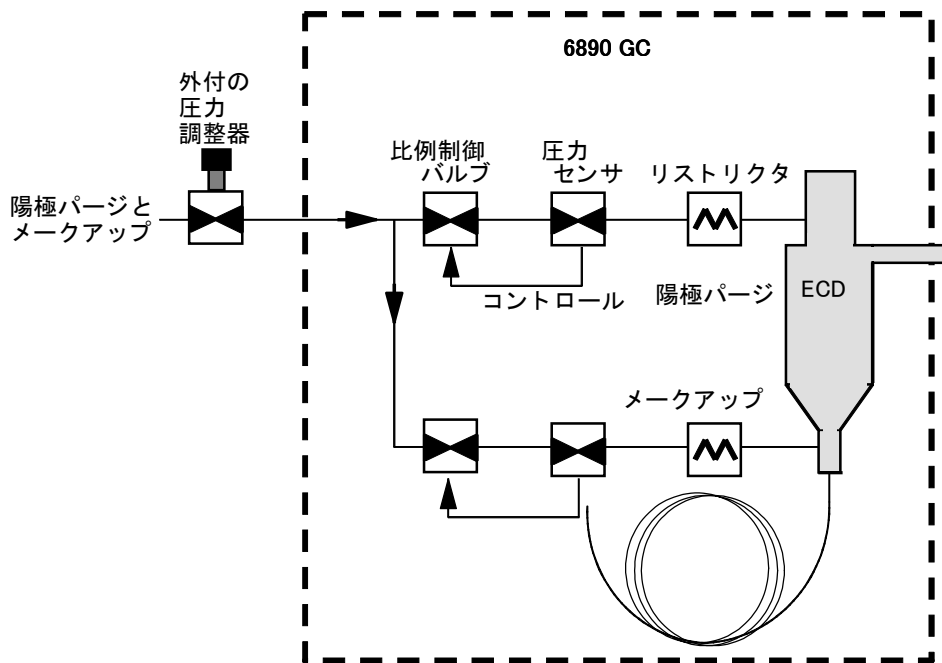 6890 GC
外付の
圧力
調整器
陽極パージと
メークアップ
比例制御
バルブ
圧力
センサ
リストリクタ
コントロール
陽極パージ
ECD
メークアップ